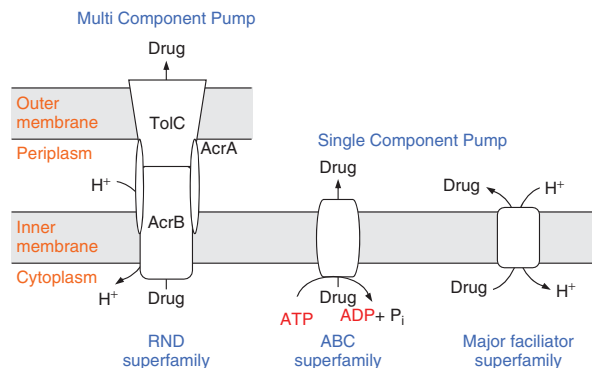 Multi Component Pump
Drug
Outer
membrane
TolC
Periplasm
AcrA
Single Component Pump
H+
Drug
Drug
H+
Inner
membrane
AcrB
Cytoplasm
H+
Drug
Drug
Drug
H+
ATP
ADP + Pi
RND
superfamily
ABC
superfamily
Major faciliator
superfamily